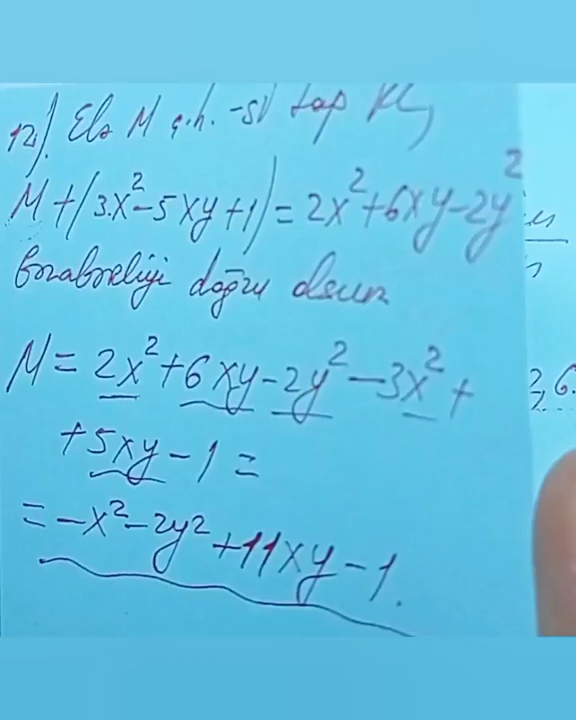 12). Elə M ç.h.-si tap ki,
M+(3x²-5xy+1)=2x²+6xy-2y²
bərabərliyi doğru olsun
M=2x²+6xy-2y²-3x²+
+5xy-1=
=-x²-2y²+11xy-1.